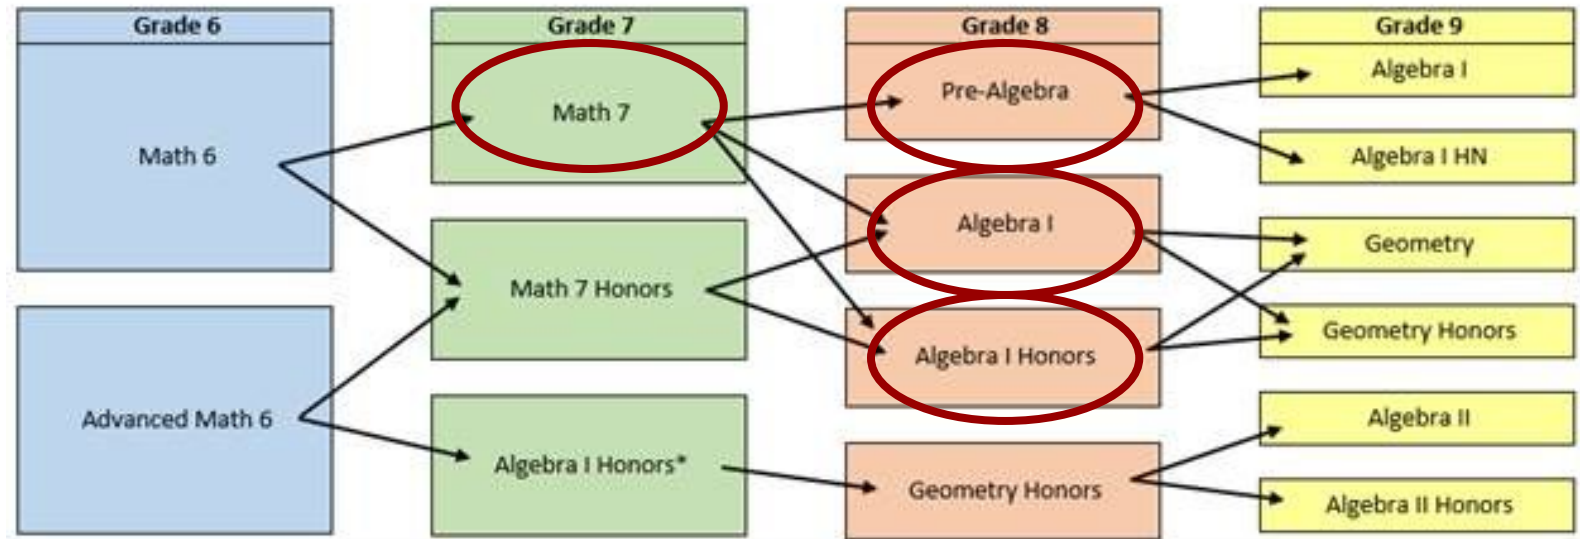 Grade 6
Math 6
Advanced Math 6
Grade 7
Math 7
Math 7 Honors
Algebra I Honors*
Grade 8
Pre-Algebra
Algebra I
Algebra I Honors
Geometry Honors
Grade 9
Algebra I
Algebra I HN
Geometry
Geometry Honors
Algebra II
Algebra II Honors